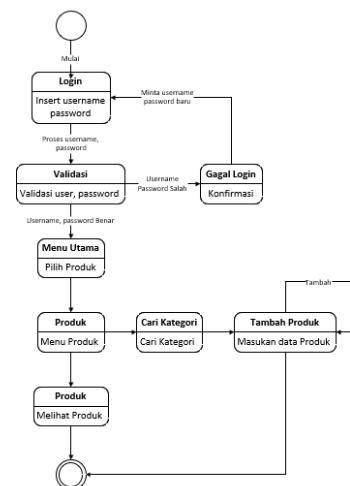 Mulai
Login
Insert username
password
Minta username
password baru
Proses username,
password
Validasi
Validasi user, password
Username
Password Salah
Gagal Login
Konfirmasi
Username, password Benar
Menu Utama
Pilih Produk
Tambah
Produk
Menu Produk
Cari Kategori
Cari Kategori
Tambah Produk
Masukan data Produk
Produk
Melihat Produk